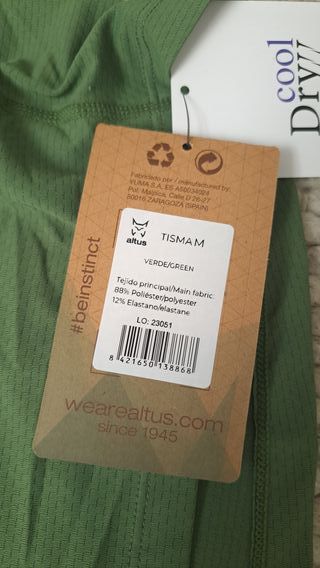 cool
Dry
Fabricado por / manufactured by:
YUMA S.A. ES A50034024
Pol. Malpica, Calle D 26-27
50016 ZARAGOZA (SPAIN)
#beinstinct
altus
TISMA M
VERDE/GREEN
Tejido principal/Main fabric:
88% Poliéster/polyester
12% Elastano/elastane
LO: 23051
8 421650 138868
wearealtus.com
since 1945